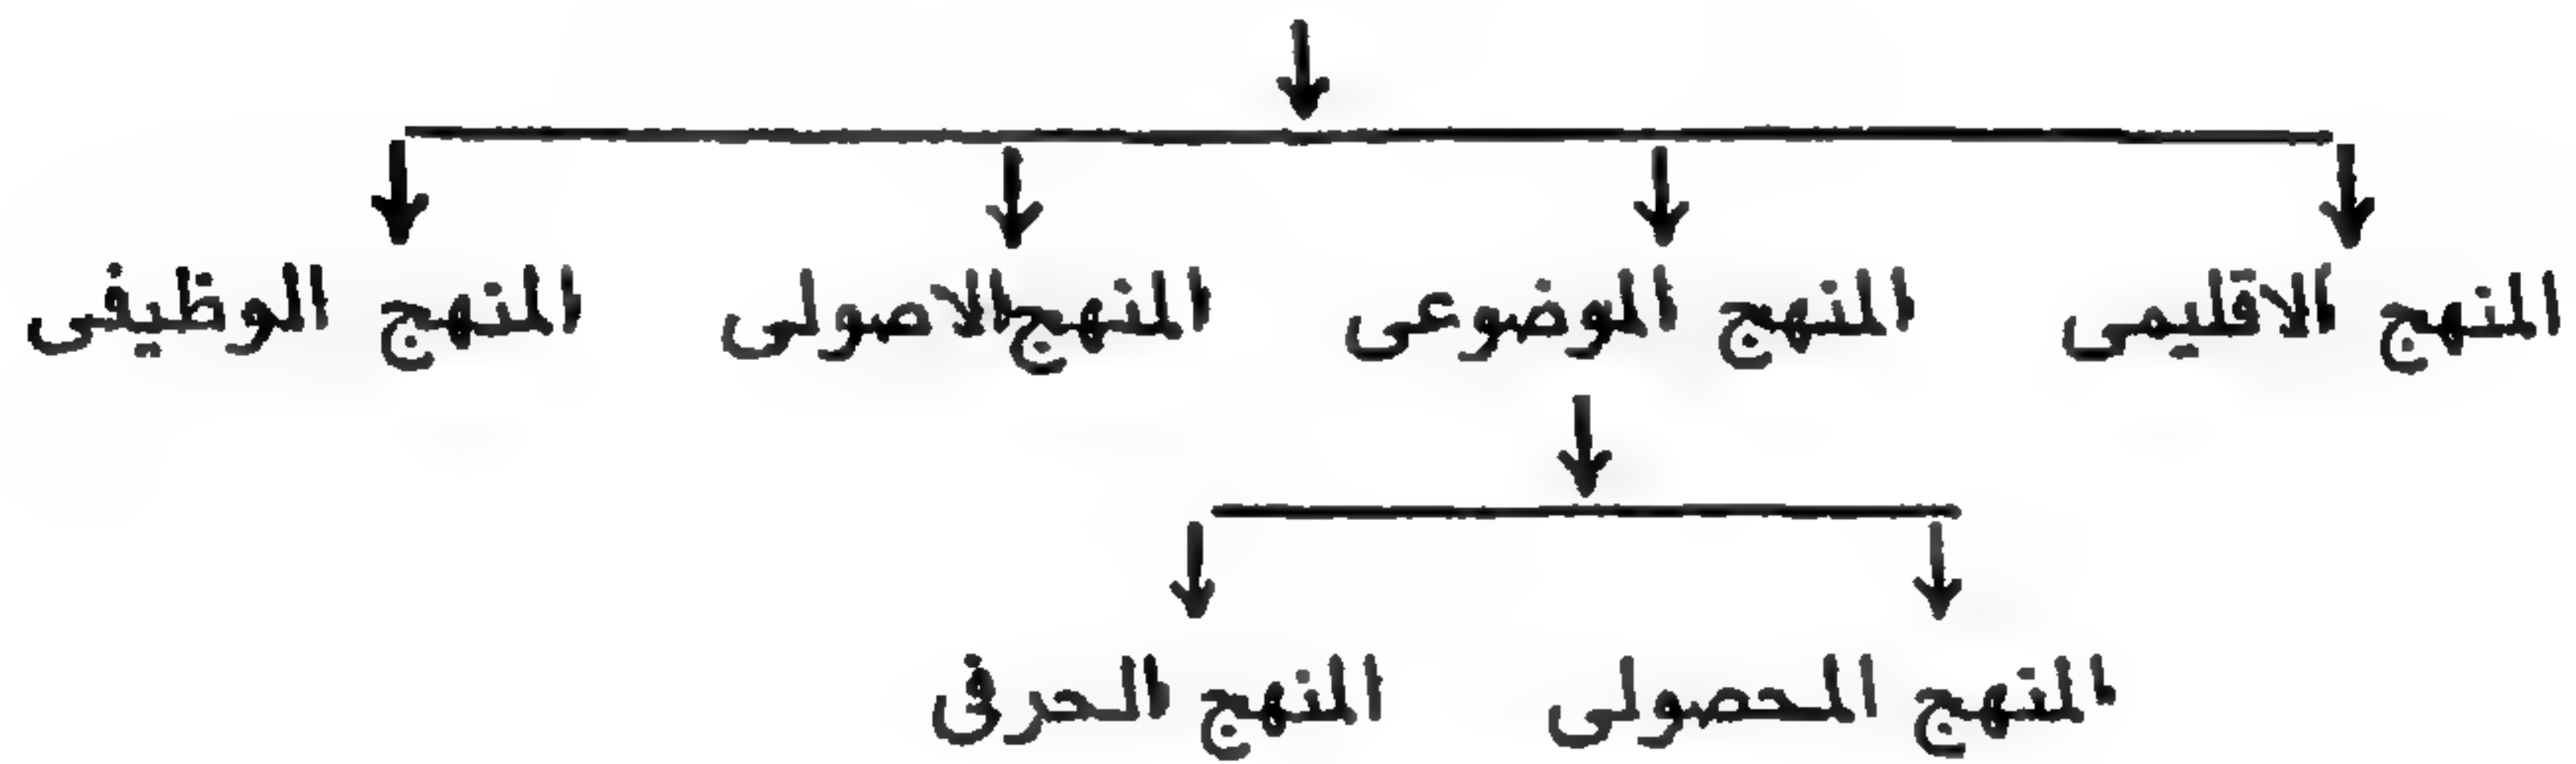 المنهج الاقليمى المنهج الموضوعى المنهج الاصولى المنهج الوظيفى
المنهج المحصولى المنهج الحرفى